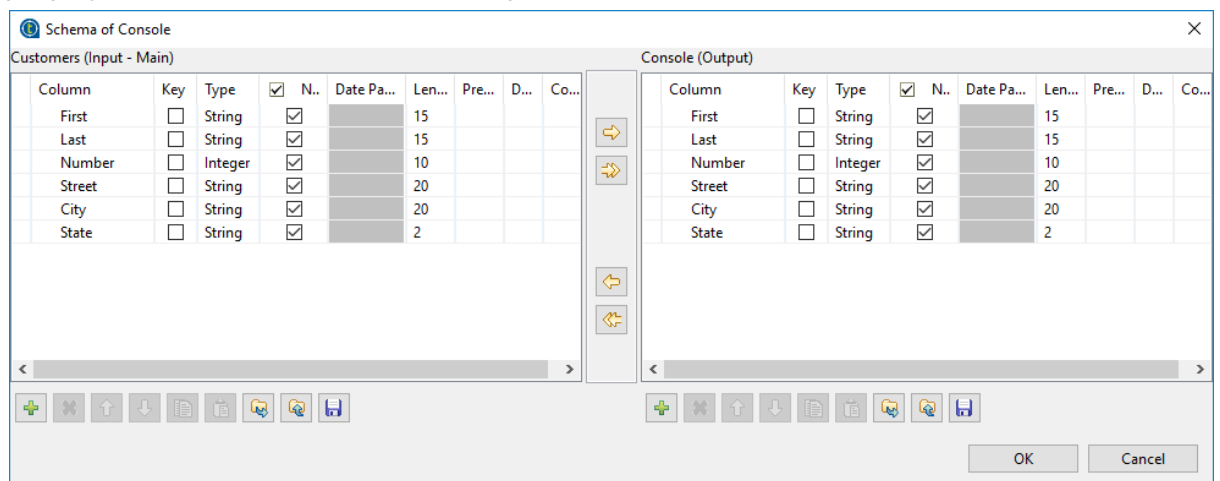 Schema of Console
Customers (Input - Main)
Console (Output)
Column Key Type N.. Date Pa... Len... Pre... D... Co...
First String 15
Last String 15
Number Integer 10
Street String 20
City String 20
State String 2
Column Key Type N.. Date Pa... Len... Pre... D... Co...
First String 15
Last String 15
Number Integer 10
Street String 20
City String 20
State String 2
OK Cancel